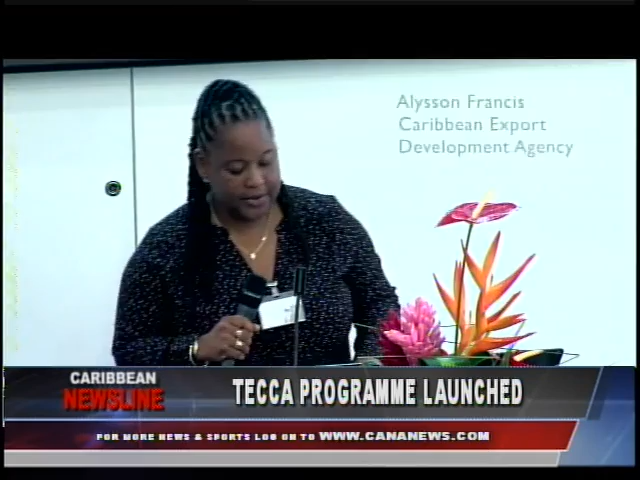 Alysson Francis
Caribbean Export
Development Agency
CARIBBEAN
NEWSLINE
TECCA PROGRAMME LAUNCHED
FOR MORE NEWS & SPORTS LOG ON TO WWW.CANANEWS.COM